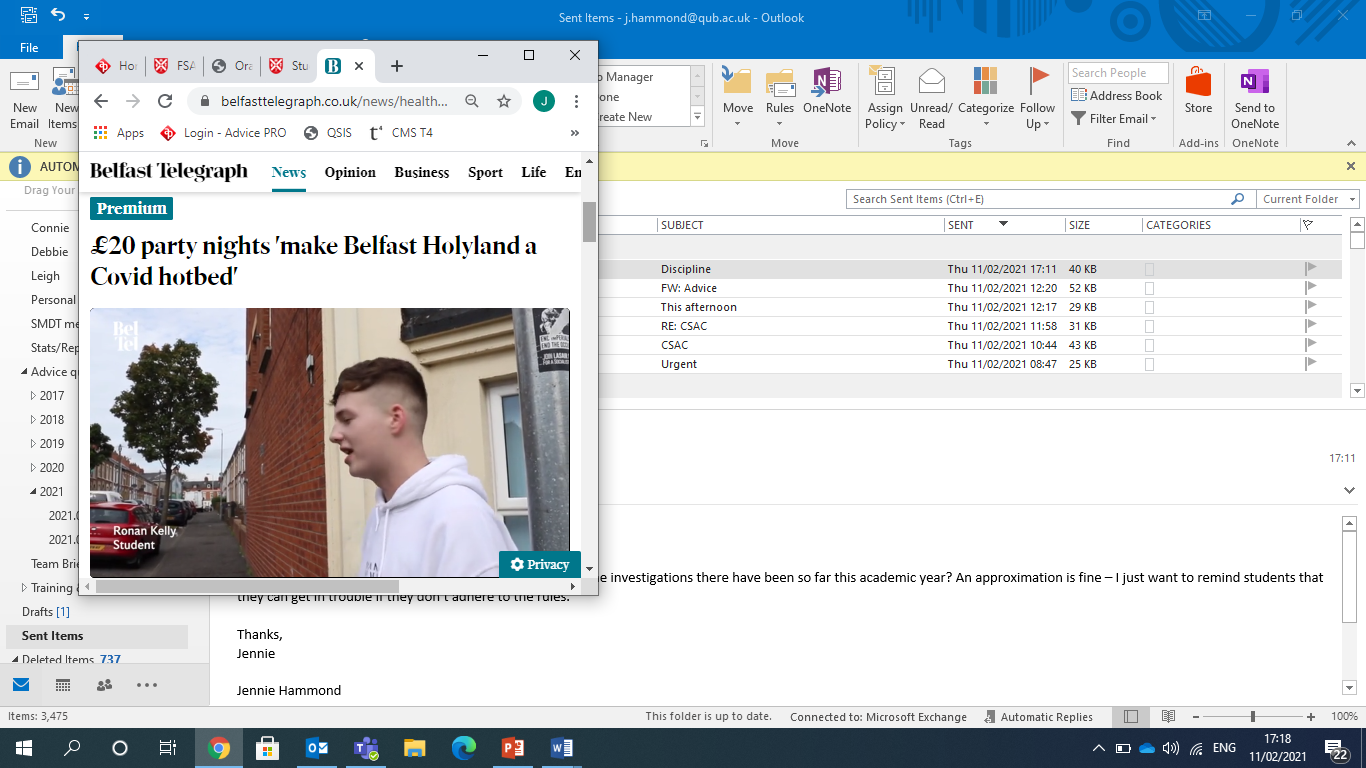 Sent Items - j.hammond@qub.ac.uk - Outlook
File
New Email
New Items
New
Manager
Create New
Move
Rules
OneNote
Move
Assign Policy
Unread/ Read
Categorize
Follow Up
Tags
Search People
Address Book
Filter Email
Find
Store
Add-ins
Send to OneNote
OneNote
FSA
Stu
belfasttelegraph.co.uk/news/health...
J
Apps
Login - Advice PRO
QSIS
CMS T4
»
Belfast Telegraph
News
Opinion
Business
Sport
Life
Premium
£20 party nights 'make Belfast Holyland a
Covid hotbed'
Bel
Tel
Ronan Kelly
Student
Privacy
Drag Your
Connie
Debbie
Leigh
Personal
SMDT me
Stats/Rep
Advice qu
2017
2018
2019
2020
2021
Team Brie
Training
Drafts [1]
Sent Items
Deleted Items 737
Search Sent Items (Ctrl+E)
Current Folder
SUBJECT SENT SIZE CATEGORIES
Discipline Thu 11/02/2021 17:11 40 KB
FW: Advice Thu 11/02/2021 12:20 52 KB
This afternoon Thu 11/02/2021 12:17 29 KB
RE: CSAC Thu 11/02/2021 11:58 31 KB
CSAC Thu 11/02/2021 10:44 43 KB
Urgent Thu 11/02/2021 08:47 25 KB
17:11
investigations there have been so far this academic year? An approximation is fine – I just want to remind students that
they can get in trouble if they don't adhere to the rules.
Thanks,
Jennie
Jennie Hammond
Items: 3,475
This folder is up to date.
Connected to: Microsoft Exchange
Automatic Replies
100%
ENG
17:18
11/02/2021
22